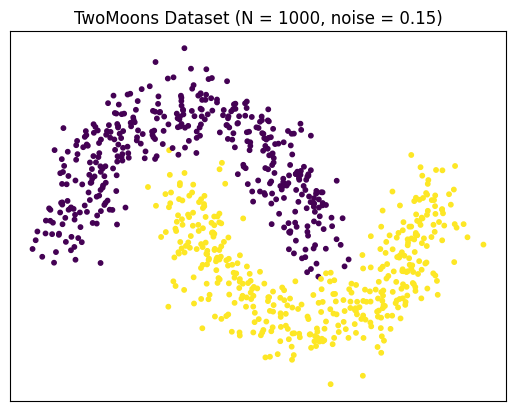 TwoMoons Dataset (N = 1000, noise = 0.15)